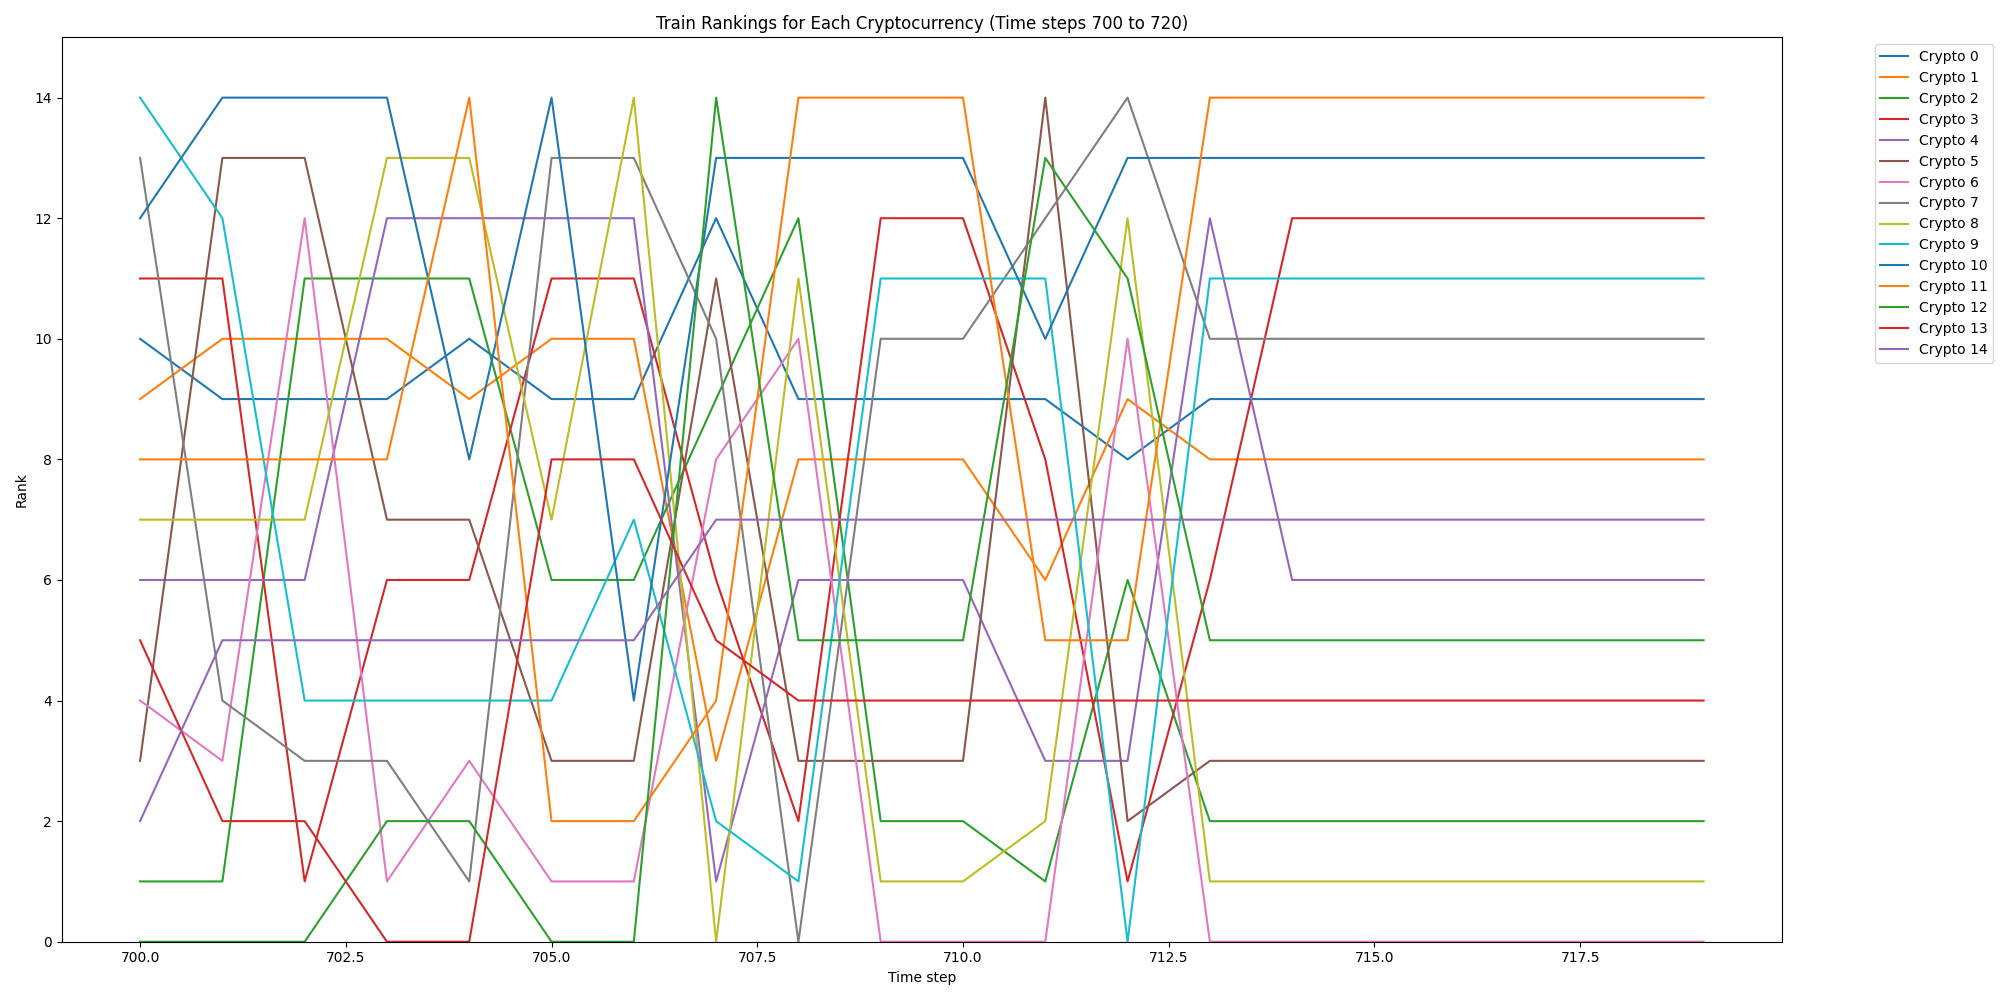 Train Rankings for Each Cryptocurrency (Time steps 700 to 720)
Crypto 0
Crypto 1
Crypto 2
Crypto 3
Crypto 4
Crypto 5
Crypto 6
Crypto 7
Crypto 8
Crypto 9
Crypto 10
Crypto 11
Crypto 12
Crypto 13
Crypto 14
Rank
14
12
10
8
6
4
2
0
700.0 702.5 705.0 707.5 710.0 712.5 715.0 717.5
Time step